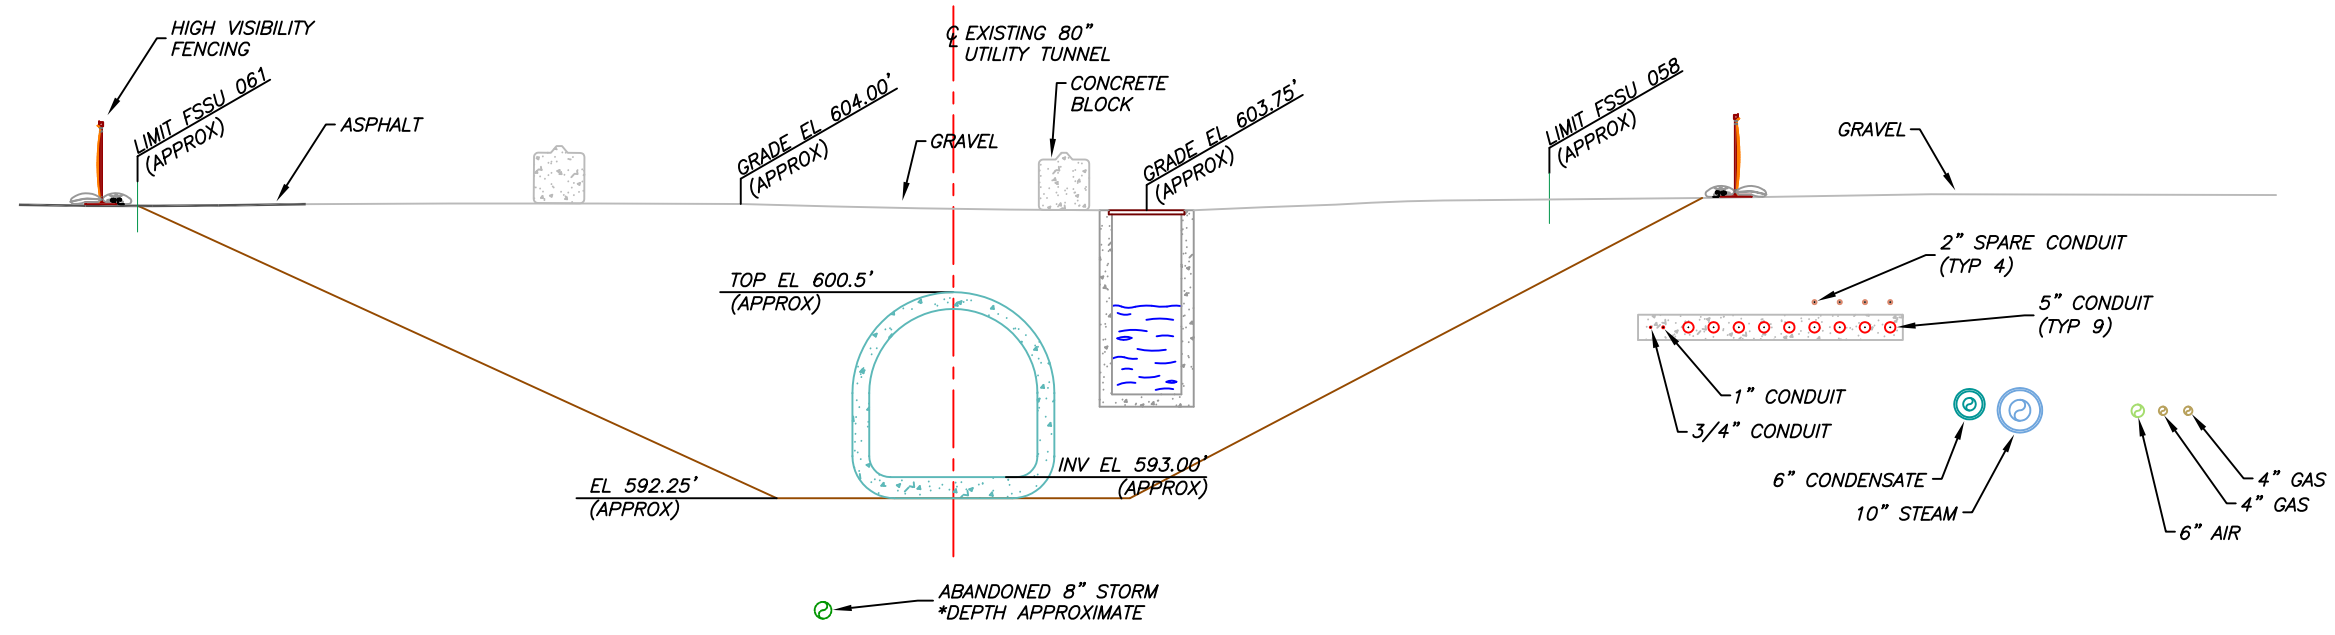 HIGH VISIBILITY
FENCING
LIMIT FSSU 061
(APPROX)
ASPHALT
GRADE EL 604.00'
(APPROX)
℄ EXISTING 80"
UTILITY TUNNEL
GRAVEL
CONCRETE
BLOCK
GRADE EL 603.75'
(APPROX)
LIMIT FSSU 058
(APPROX)
GRAVEL
2" SPARE CONDUIT
(TYP 4)
5" CONDUIT
(TYP 9)
TOP EL 600.5'
(APPROX)
1" CONDUIT
3/4" CONDUIT
INV EL 593.00'
(APPROX)
EL 592.25'
(APPROX)
6" CONDENSATE
10" STEAM
4" GAS
4" GAS
6" AIR
ABANDONED 8" STORM
*DEPTH APPROXIMATE